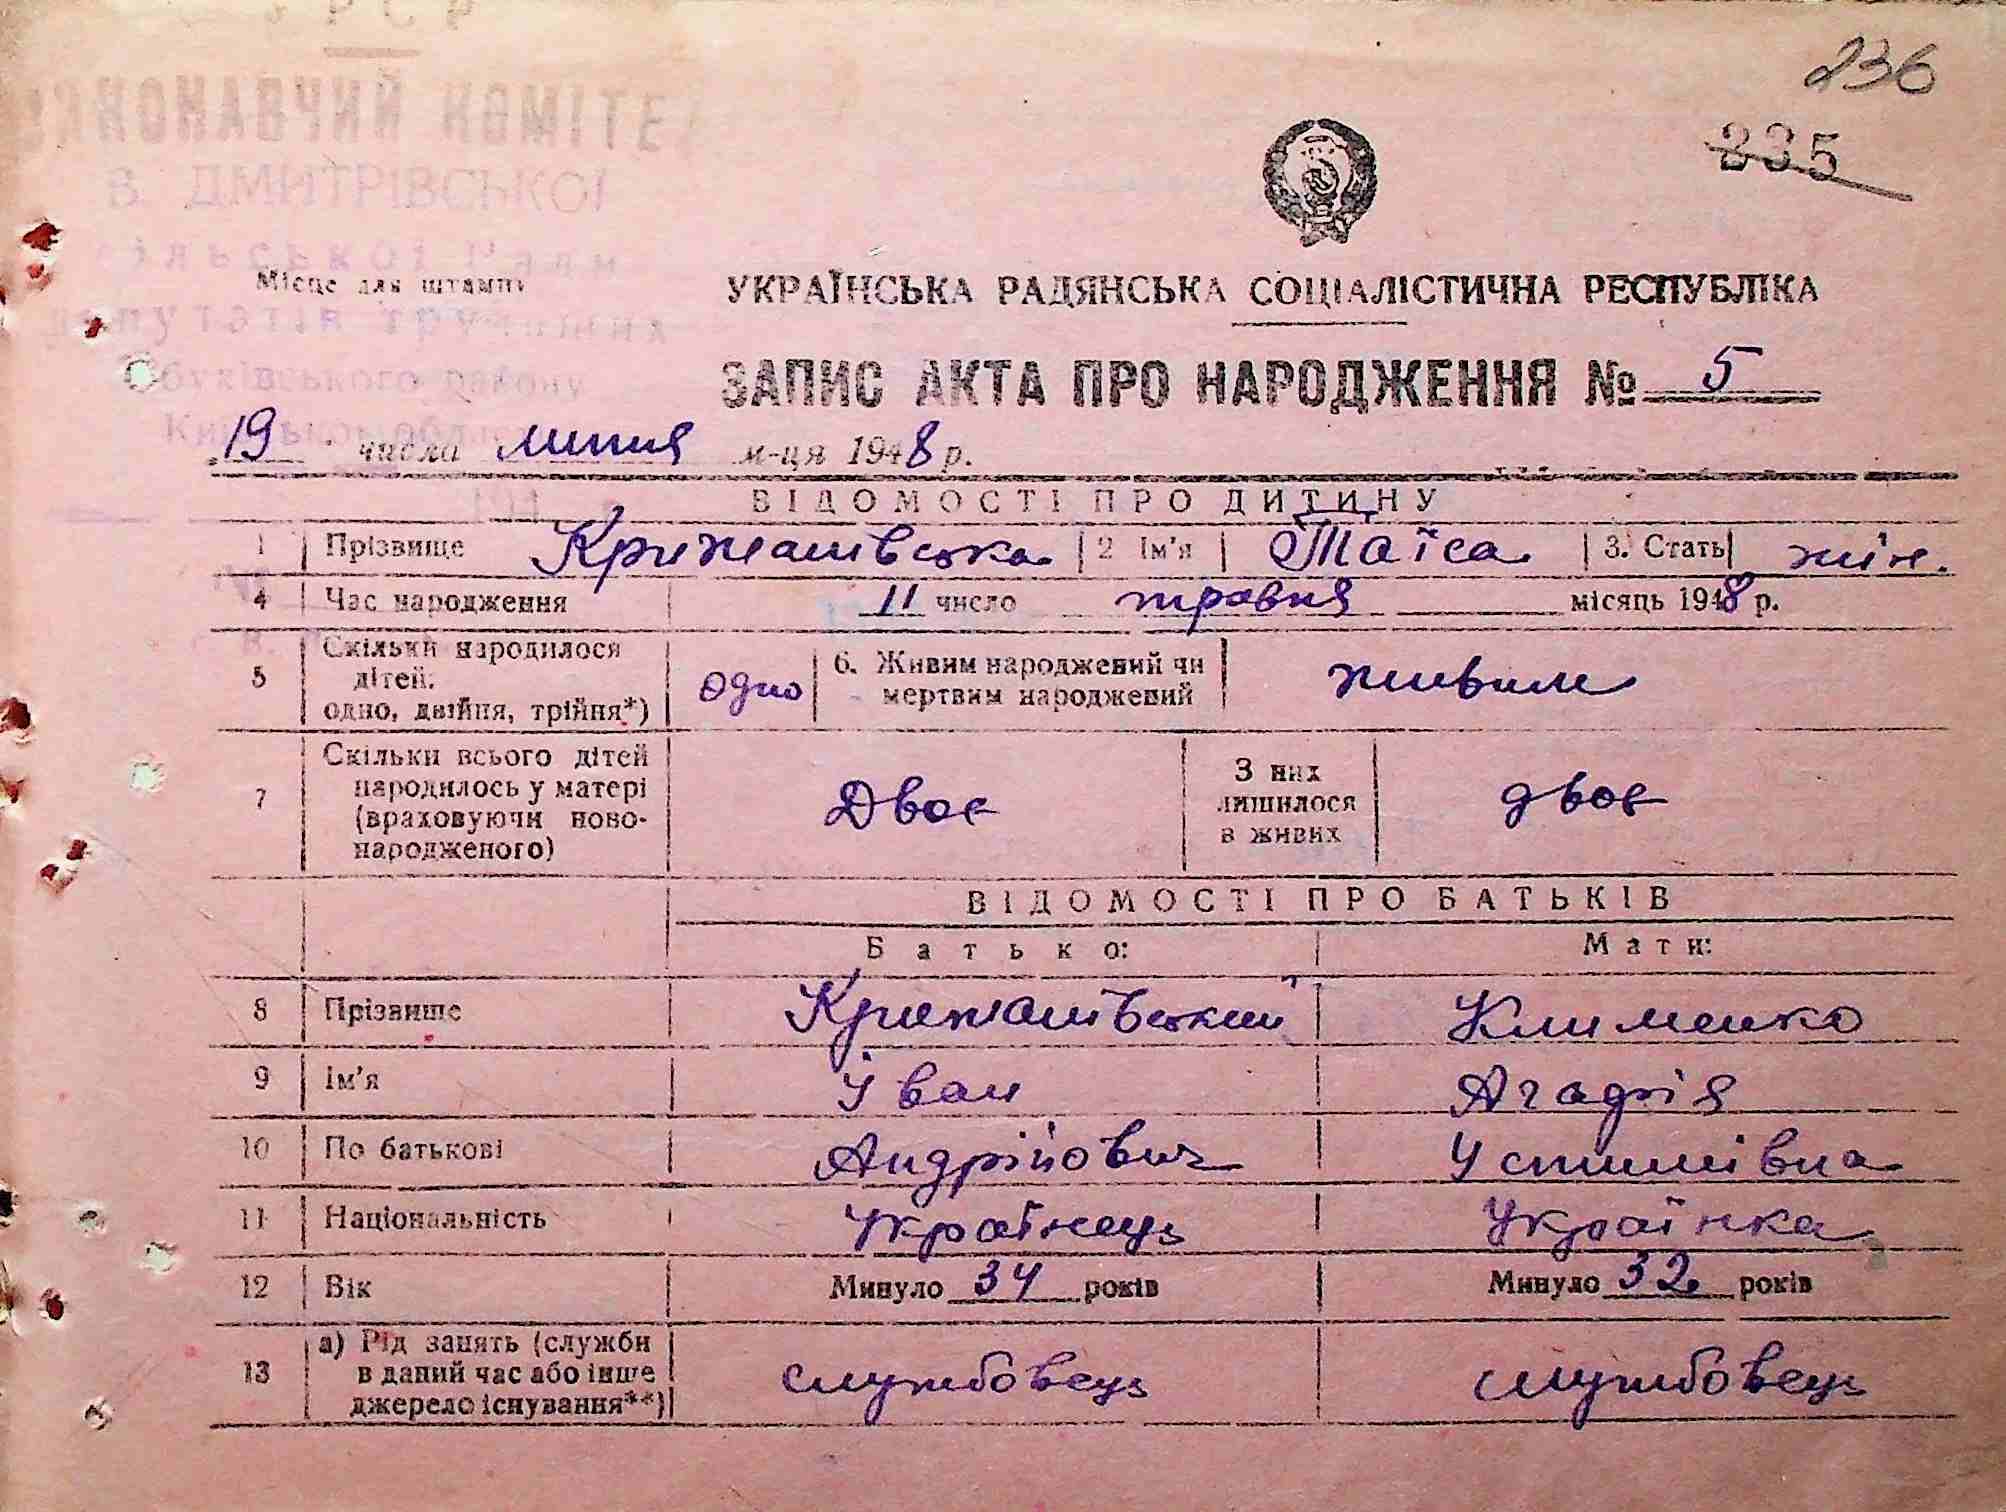 РСР
236
ВИКОНАВЧИЙ КОМІТЕТ
335
В. ДМИТРІВСЬКОЇ
сільської Ради
Місце для штампу
УКРАЇНСЬКА РАДЯНСЬКА СОЦІАЛІСТИЧНА РЕСПУБЛІКА
депутатів трудящих
Обухівського району
ЗАПИС АКТА ПРО НАРОДЖЕННЯ № 5
Київської області
19 числа липня м-ця 1948 р.
ВІДОМОСТІ ПРО ДИТИНУ
1 Прізвище Крижанівська 2 Ім'я Таїса 3. Стать жін.
4 Час народження 11 число травня місяць 1948 р.
5 Скільки народилося дітей: одно, двійня, трійня*) одно 6. Живим народжений чи мертвим народжений живим
7 Скільки всього дітей народилось у матері (враховуючи новонародженого) Двоє З них лишилося в живих двоє
ВІДОМОСТІ ПРО БАТЬКІВ
Батько: Мати:
8 Прізвище Крижанівський Клименко
9 Ім'я Іван Агафія
10 По батькові Андрійович Устимівна
11 Національність Українець Українка
12 Вік Минуло 34 років Минуло 32 років
13 а) Рід занять (служби в даний час або інше джерело існування**) службовець службовець